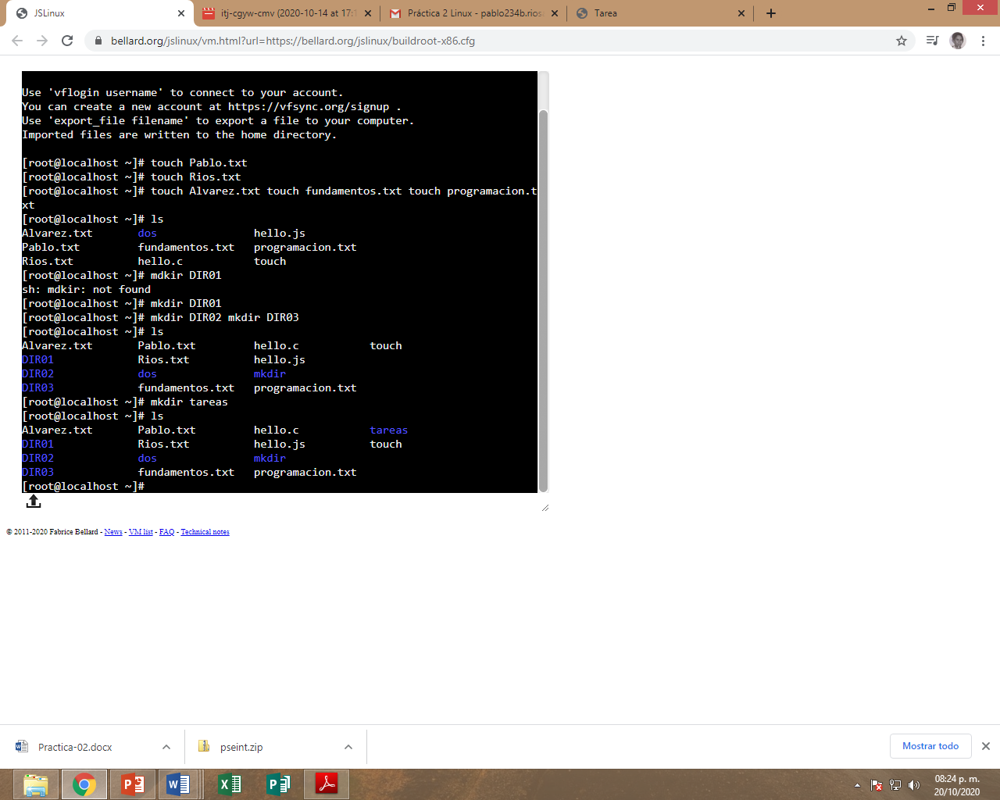 JSLinux
itj-cgyw-cmv (2020-10-14 at 17:1
Práctica 2 Linux - pablo234b.rios
Tarea
bellard.org/jslinux/vm.html?url=https://bellard.org/jslinux/buildroot-x86.cfg
Use 'vflogin username' to connect to your account.
You can create a new account at https://vfsync.org/signup .
Use 'export_file filename' to export a file to your computer.
Imported files are written to the home directory.
[root@localhost ~]# touch Pablo.txt
[root@localhost ~]# touch Rios.txt
[root@localhost ~]# touch Alvarez.txt touch fundamentos.txt touch programacion.t
xt
[root@localhost ~]# ls
Alvarez.txt dos hello.js
Pablo.txt fundamentos.txt programacion.txt
Rios.txt hello.c touch
[root@localhost ~]# mdkir DIR01
sh: mdkir: not found
[root@localhost ~]# mkdir DIR01
[root@localhost ~]# mkdir DIR02 mkdir DIR03
[root@localhost ~]# ls
Alvarez.txt Pablo.txt hello.c touch
DIR01 Rios.txt hello.js
DIR02 dos mkdir
DIR03 fundamentos.txt programacion.txt
[root@localhost ~]# mkdir tareas
[root@localhost ~]# ls
Alvarez.txt Pablo.txt hello.c tareas
DIR01 Rios.txt hello.js touch
DIR02 dos mkdir
DIR03 fundamentos.txt programacion.txt
[root@localhost ~]#
© 2011-2020 Fabrice Bellard - News - VM list - FAQ - Technical notes
Practica-02.docx
pseint.zip
Mostrar todo
08:24 p. m.
20/10/2020